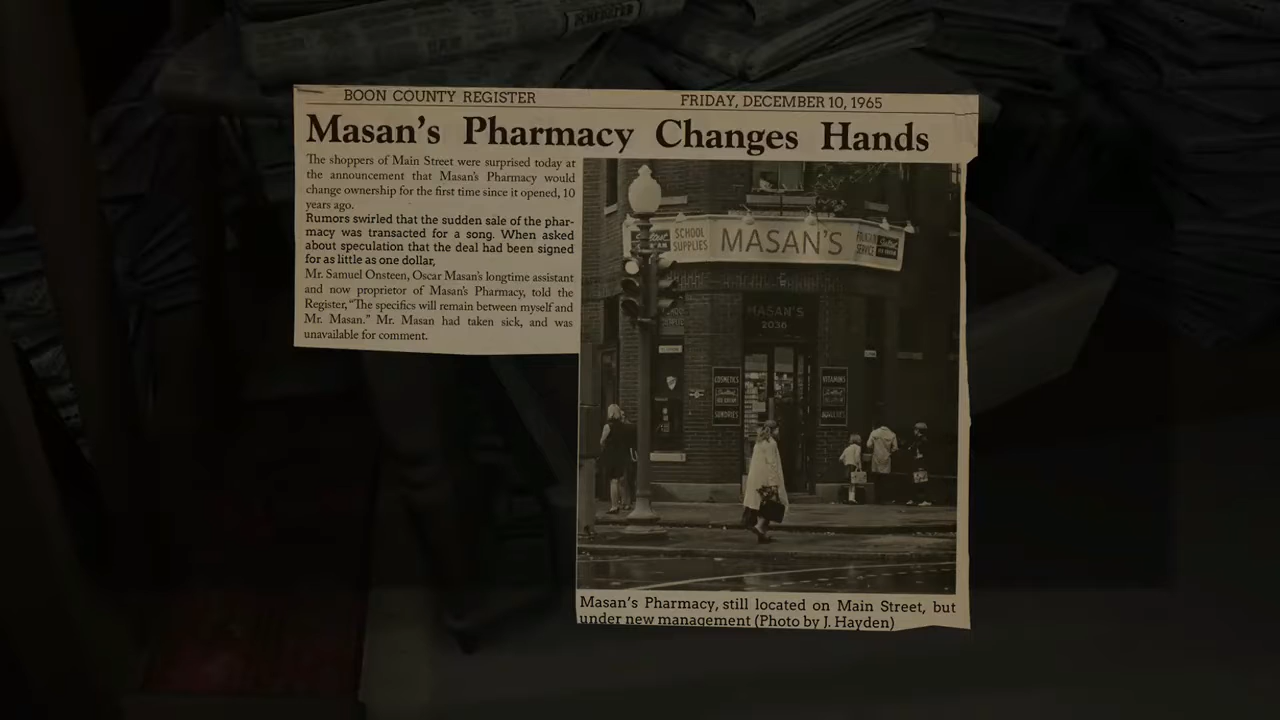 BOON COUNTY REGISTER
FRIDAY, DECEMBER 10, 1965
Masan's Pharmacy Changes Hands
The shoppers of Main Street were surprised today at
the announcement that Masan's Pharmacy would
change ownership for the first time since it opened, 10
years ago.
Rumors swirled that the sudden sale of the phar-
macy was transacted for a song. When asked
about speculation that the deal had been signed
for as little as one dollar,
Mr. Samuel Onsteen, Oscar Masan's longtime assistant
and now proprietor of Masan's Pharmacy, told the
Register, “The specifics will remain between myself and
Mr. Masan.” Mr. Masan had taken sick, and was
unavailable for comment.
SCHOOL
SUPPLIES
MASAN'S
SERVICE
MASAN'S
2038
COSMETICS
SUNDRIES
VITAMINS
Masan's Pharmacy, still located on Main Street, but
under new management (Photo by J. Hayden)